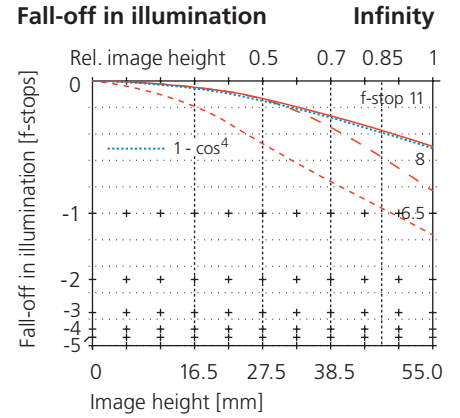 Fall-off in illumination Infinity
Rel. image height 0.5 0.7 0.85 1
0
f-stop 11
1 - cos4
8
-1
6.5
-2
-3
-4
-5
Fall-off in illumination [f-stops]
0 16.5 27.5 38.5 55.0
Image height [mm]